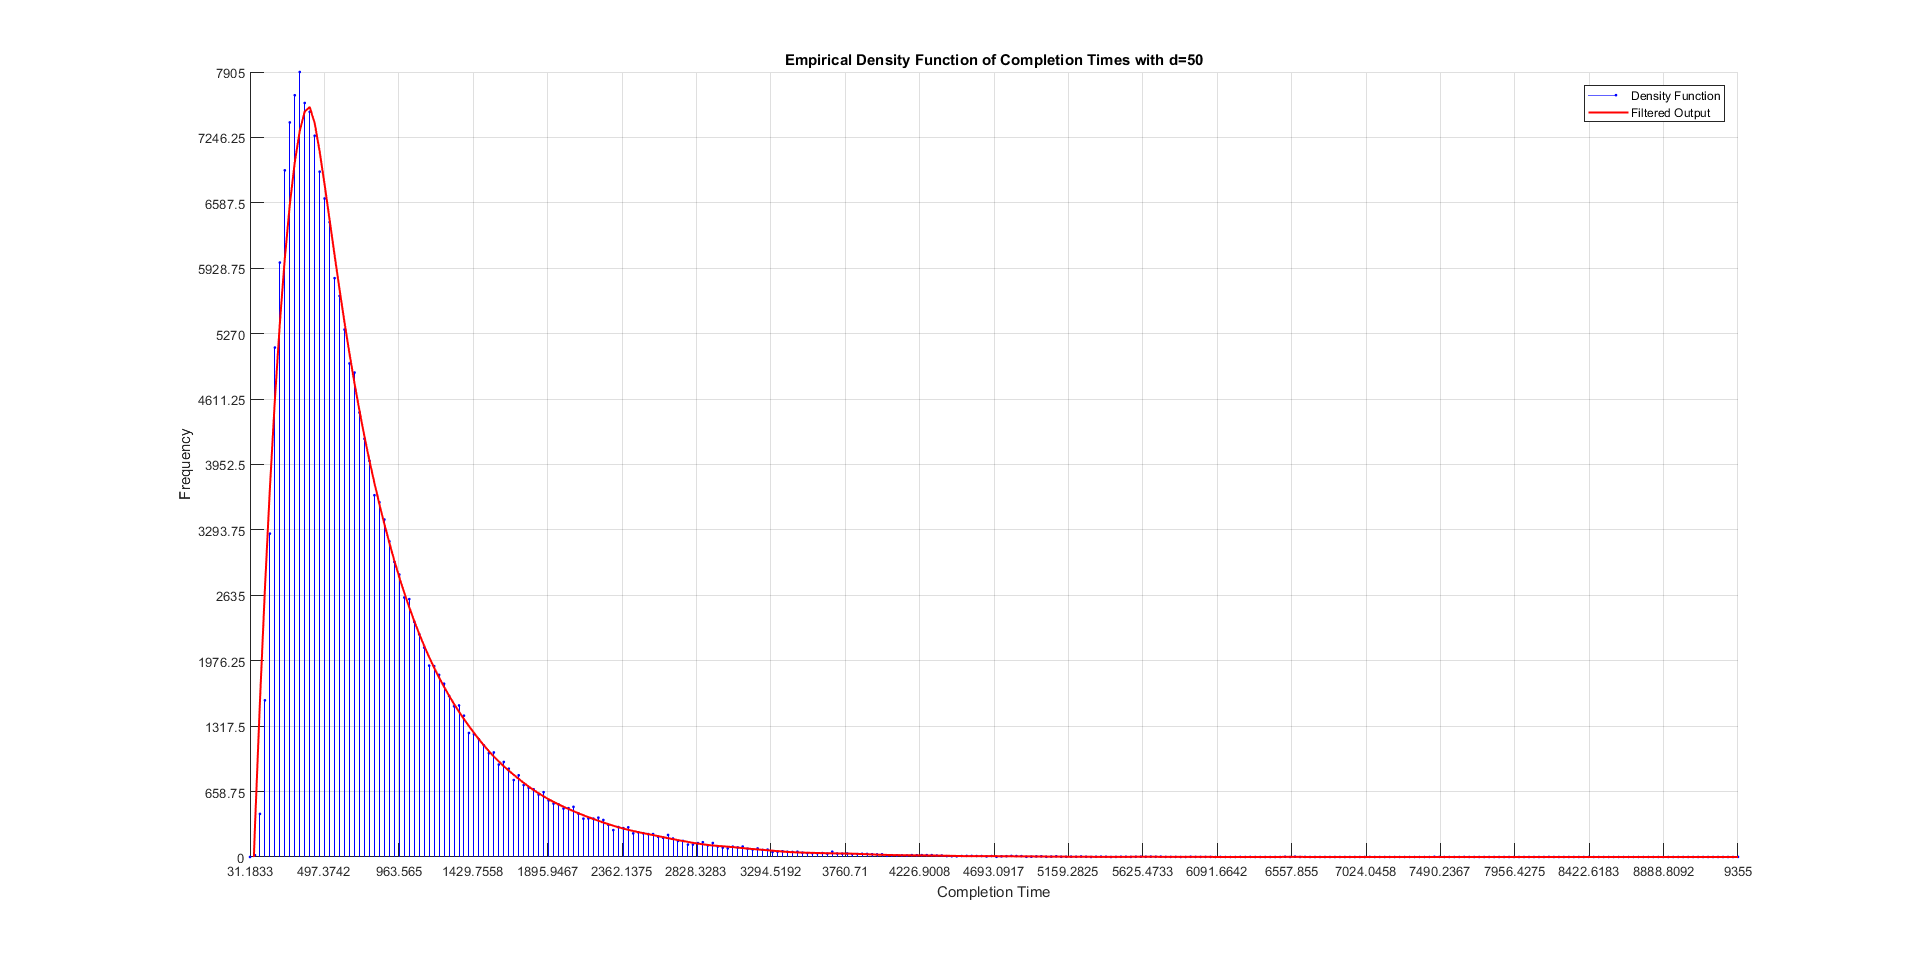 Empirical Density Function of Completion Times with d=50
Density Function
Filtered Output
Frequency
7905
7246.25
6587.5
5928.75
5270
4611.25
3952.5
3293.75
2635
1976.25
1317.5
658.75
0
31.1833 497.3742 963.565 1429.7558 1895.9467 2362.1375 2828.3283 3294.5192 3760.71 4226.9008 4693.0917 5159.2825 5625.4733 6091.6642 6557.855 7024.0458 7490.2367 7956.4275 8422.6183 8888.8092 9355
Completion Time